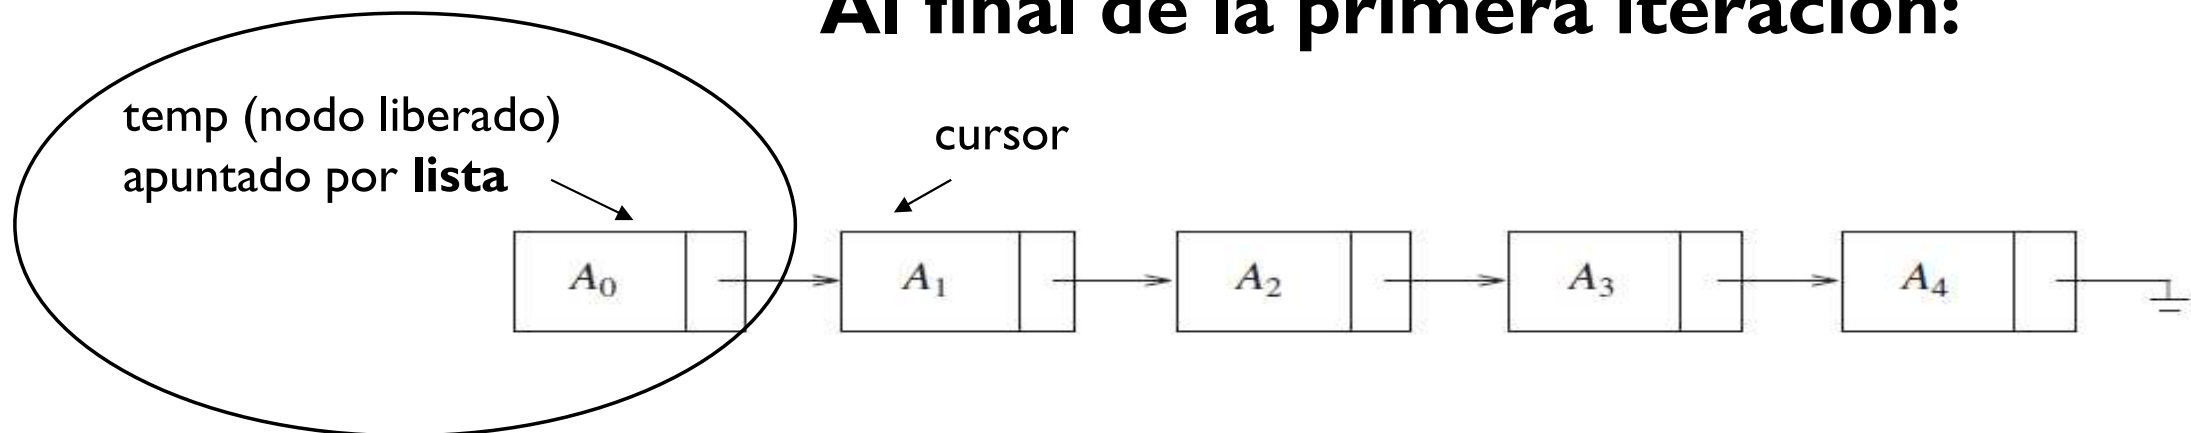 Al final de la primera iteración:
temp (nodo liberado)
apuntado por lista
cursor
A₀ A₁ A₂ A₃ A₄